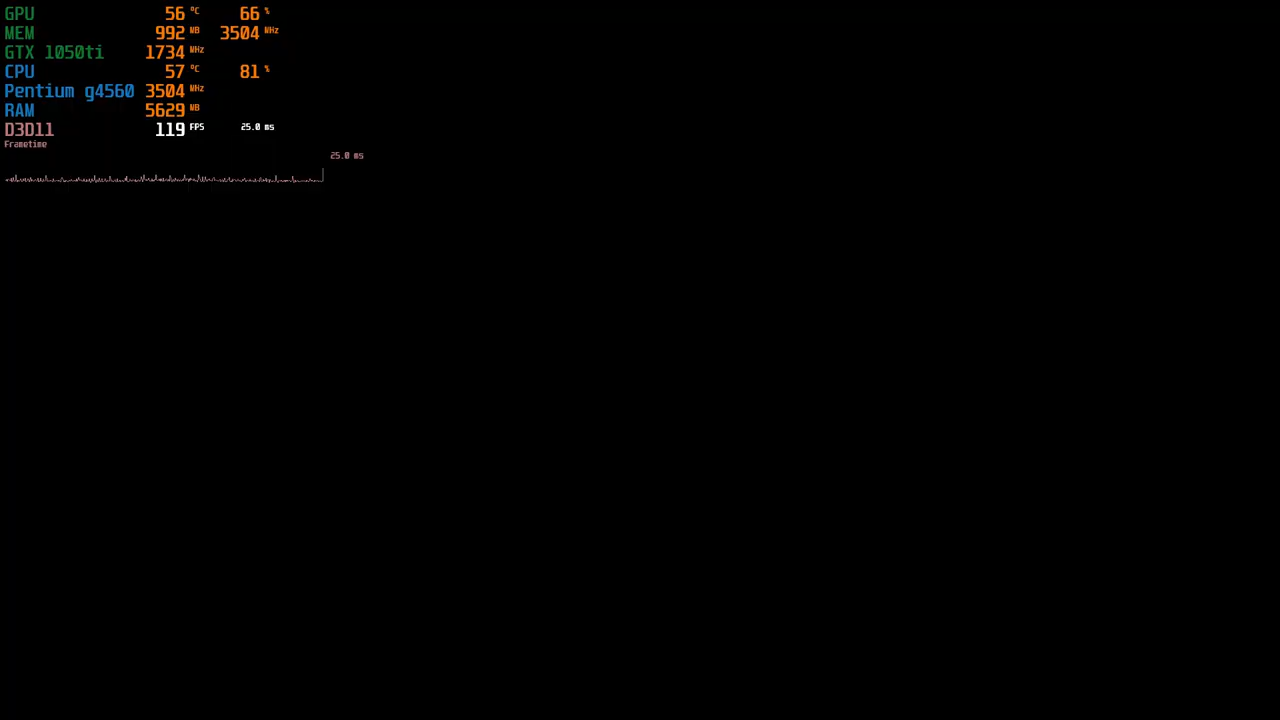 GPU 56 °C 66 %
MEM 992 MB 3504 MHz
GTX 1050ti 1734 MHz
CPU 57 °C 81 %
Pentium g4560 3504 MHz
RAM 5629 MB
D3D11 119 FPS 25.0 ms
Frametime
25.0 ms